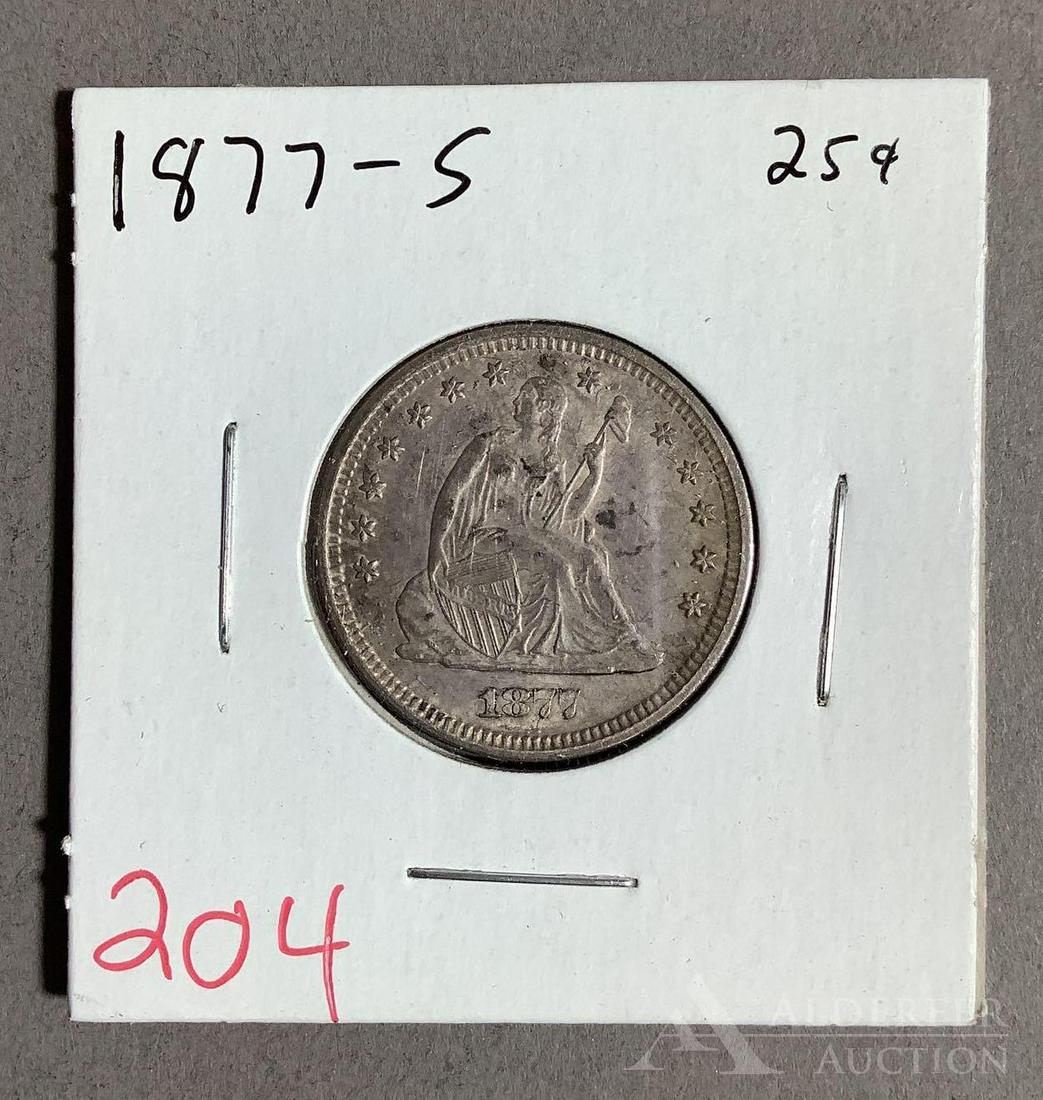 1877-S 25¢
1877
204
ALDERFER
AUCTION